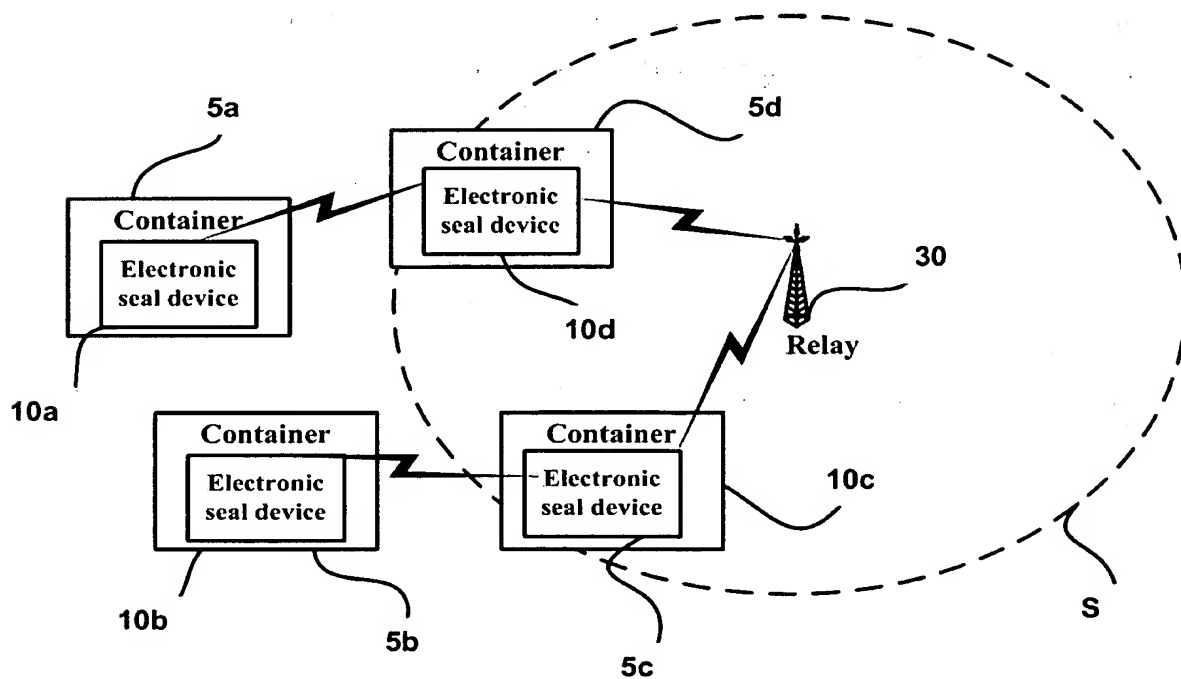 5a
5d
Container
Electronic
seal device
Container
Electronic
seal device
30
10d
Relay
10a
Container
Electronic
seal device
Container
Electronic
seal device
10c
10b
5b
5c
S